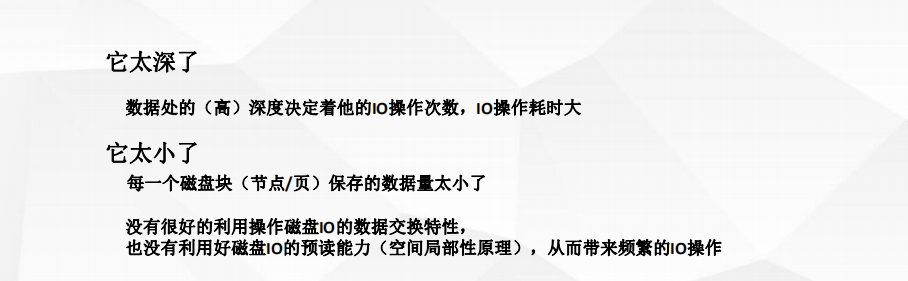 它太深了
数据处的（高）深度决定着他的IO操作次数，IO操作耗时大
它太小了
每一个磁盘块（节点/页）保存的数据量太小了
没有很好的利用操作磁盘IO的数据交换特性，
也没有利用好磁盘IO的预读能力（空间局部性原理），从而带来频繁的IO操作